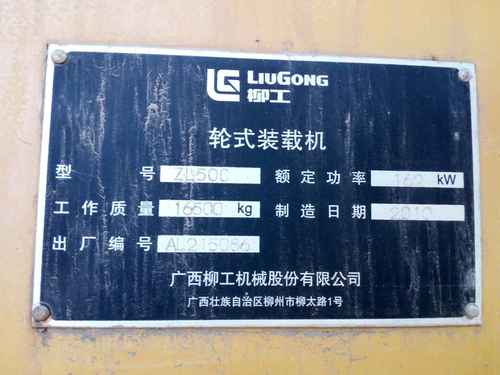 LIUGONG
柳工
轮式装载机
型 号 ZL50C 额定功率 162 kW
工作质量 16500 kg 制造日期 2010
出厂编号 AL215086
广西柳工机械股份有限公司
广西壮族自治区柳州市柳太路1号